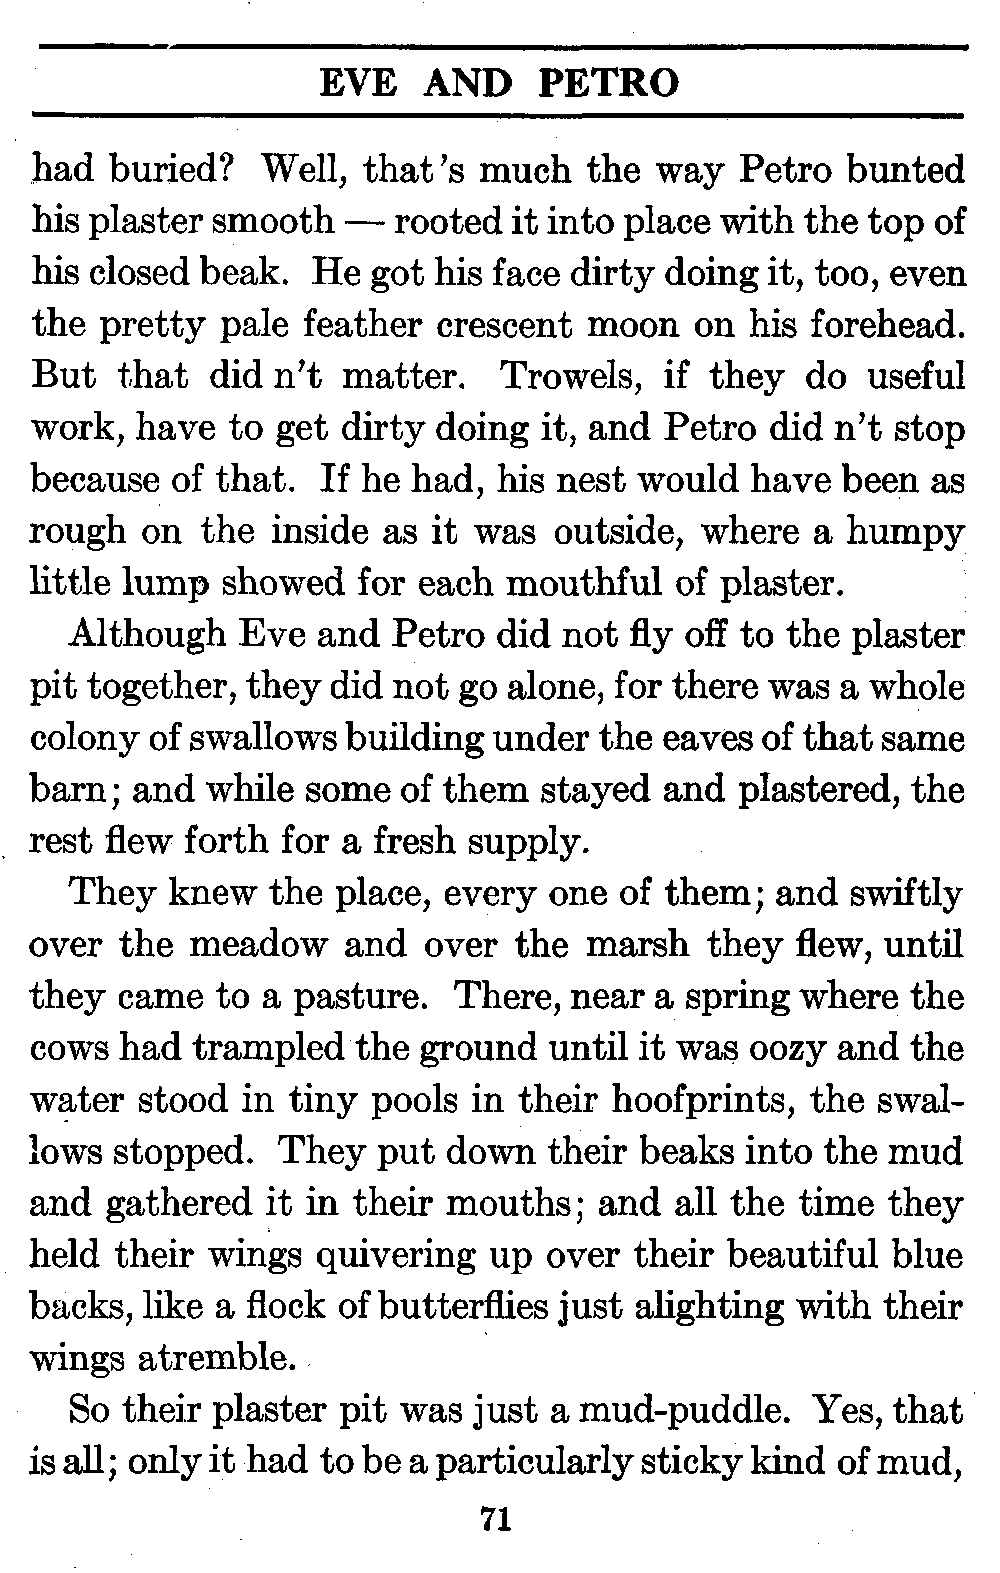 EVE AND PETRO
had buried? Well, that's much the way Petro bunted
his plaster smooth — rooted it into place with the top of
his closed beak. He got his face dirty doing it, too, even
the pretty pale feather crescent moon on his forehead.
But that did n't matter. Trowels, if they do useful
work, have to get dirty doing it, and Petro did n't stop
because of that. If he had, his nest would have been as
rough on the inside as it was outside, where a humpy
little lump showed for each mouthful of plaster.
Although Eve and Petro did not fly off to the plaster
pit together, they did not go alone, for there was a whole
colony of swallows building under the eaves of that same
barn; and while some of them stayed and plastered, the
rest flew forth for a fresh supply.
They knew the place, every one of them; and swiftly
over the meadow and over the marsh they flew, until
they came to a pasture. There, near a spring where the
cows had trampled the ground until it was oozy and the
water stood in tiny pools in their hoofprints, the swal-
lows stopped. They put down their beaks into the mud
and gathered it in their mouths; and all the time they
held their wings quivering up over their beautiful blue
backs, like a flock of butterflies just alighting with their
wings atremble.
So their plaster pit was just a mud-puddle. Yes, that
is all; only it had to be a particularly sticky kind of mud,
71